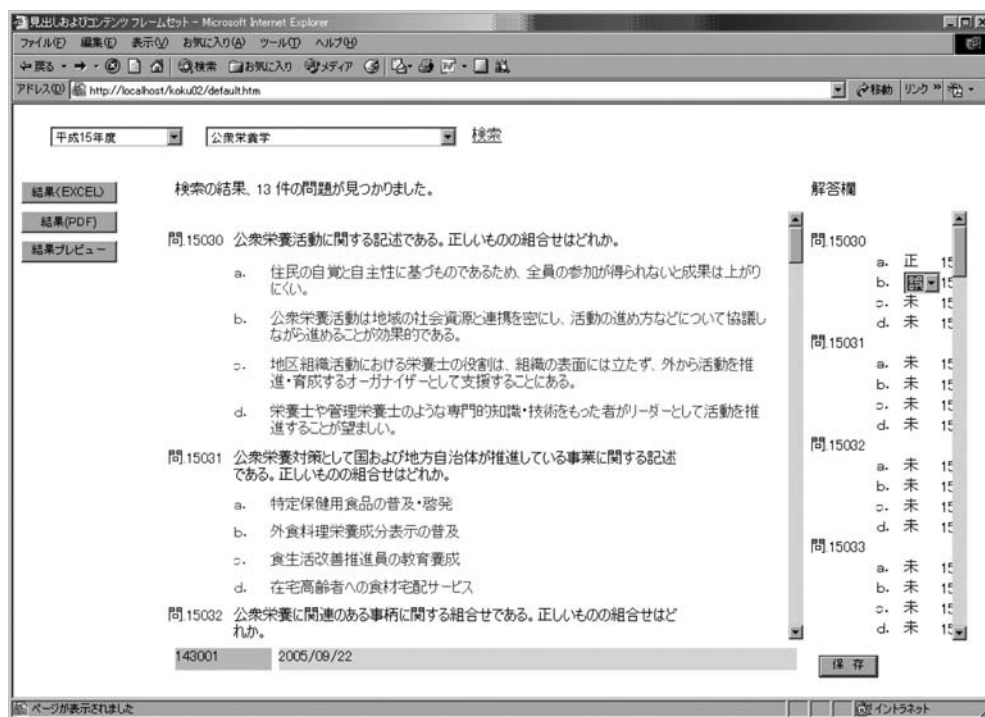 見出しおよびコンテンツ フレームセット - Microsoft Internet Explorer
ファイル(F) 編集(E) 表示(V) お気に入り(A) ツール(T) ヘルプ(H)
戻る 検索 お気に入り メディア
アドレス(D) http://localhost/koku02/default.htm 移動 リンク »
平成15年度 公衆栄養学 検索
結果(EXCEL)
結果(PDF)
結果プレビュー
検索の結果、13 件の問題が見つかりました。
問.15030 公衆栄養活動に関する記述である。正しいものの組合せはどれか。
a. 住民の自覚と自主性に基づものであるため、全員の参加が得られないと成果は上がり
にくい。
b. 公衆栄養活動は地域の社会資源と連携を密にし、活動の進め方などについて協議し
ながら進めることが効果的である。
c. 地区組織活動における栄養士の役割は、組織の表面には立たず、外から活動を推
進・育成するオーガナイザーとして支援することにある。
d. 栄養士や管理栄養士のような専門的知識・技術をもった者がリーダーとして活動を推
進することが望ましい。
問.15031 公衆栄養対策として国および地方自治体が推進している事業に関する記述
である。正しいものの組合せはどれか。
a. 特定保健用食品の普及・啓発
b. 外食料理栄養成分表示の普及
c. 食生活改善推進員の教育養成
d. 在宅高齢者への食材宅配サービス
問.15032 公衆栄養に関連のある事柄に関する組合せである。正しいものの組合せはど
れか。
143001 2005/09/22
解答欄
問.15030
a. 正 15
b. 誤 15
c. 未 15
d. 未 15
問.15031
a. 未 15
b. 未 15
c. 未 15
d. 未 15
問.15032
a. 未 15
b. 未 15
c. 未 15
d. 未 15
問.15033
a. 未 15
b. 未 15
c. 未 15
d. 未 15
保 存
ページが表示されました イントラネット